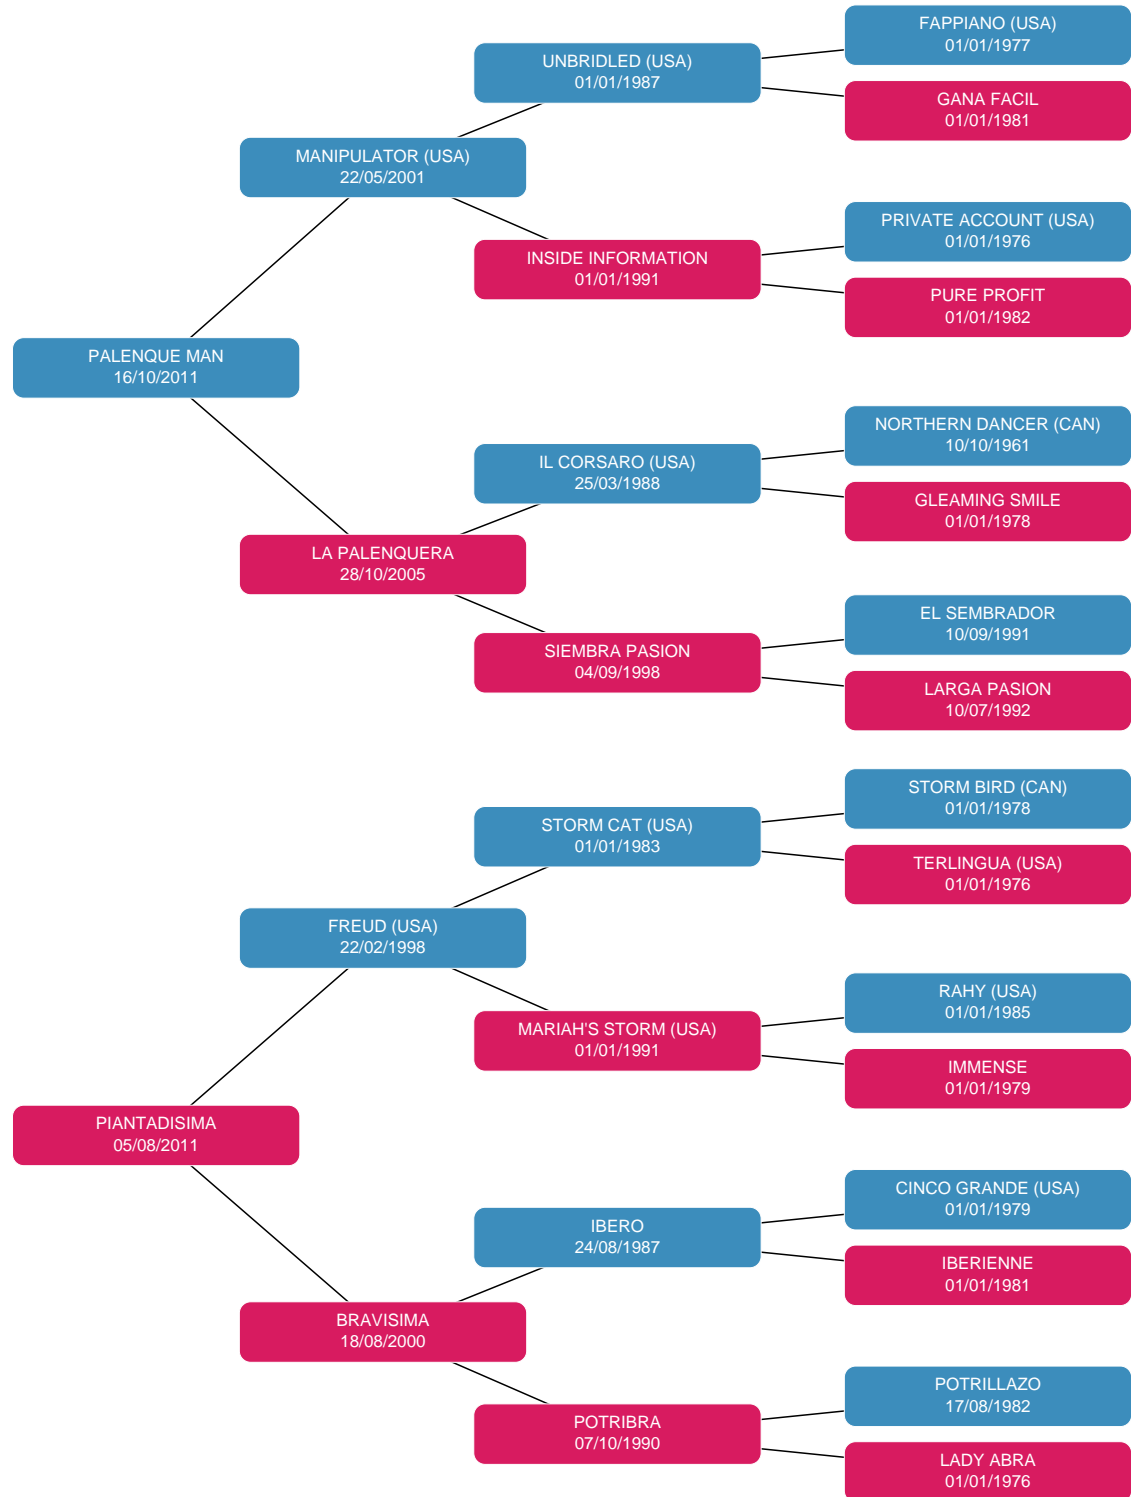 FAPPIANO (USA)
01/01/1977
UNBRIDLED (USA)
01/01/1987
GANA FACIL
01/01/1981
MANIPULATOR (USA)
22/05/2001
PRIVATE ACCOUNT (USA)
01/01/1976
INSIDE INFORMATION
01/01/1991
PURE PROFIT
01/01/1982
PALENQUE MAN
16/10/2011
NORTHERN DANCER (CAN)
10/10/1961
IL CORSARO (USA)
25/03/1988
GLEAMING SMILE
01/01/1978
LA PALENQUERA
28/10/2005
EL SEMBRADOR
10/09/1991
SIEMBRA PASION
04/09/1998
LARGA PASION
10/07/1992
STORM BIRD (CAN)
01/01/1978
STORM CAT (USA)
01/01/1983
TERLINGUA (USA)
01/01/1976
FREUD (USA)
22/02/1998
RAHY (USA)
01/01/1985
MARIAH'S STORM (USA)
01/01/1991
IMMENSE
01/01/1979
PIANTADISIMA
05/08/2011
CINCO GRANDE (USA)
01/01/1979
IBERO
24/08/1987
IBERIENNE
01/01/1981
BRAVISIMA
18/08/2000
POTRILLAZO
17/08/1982
POTRIBRA
07/10/1990
LADY ABRA
01/01/1976